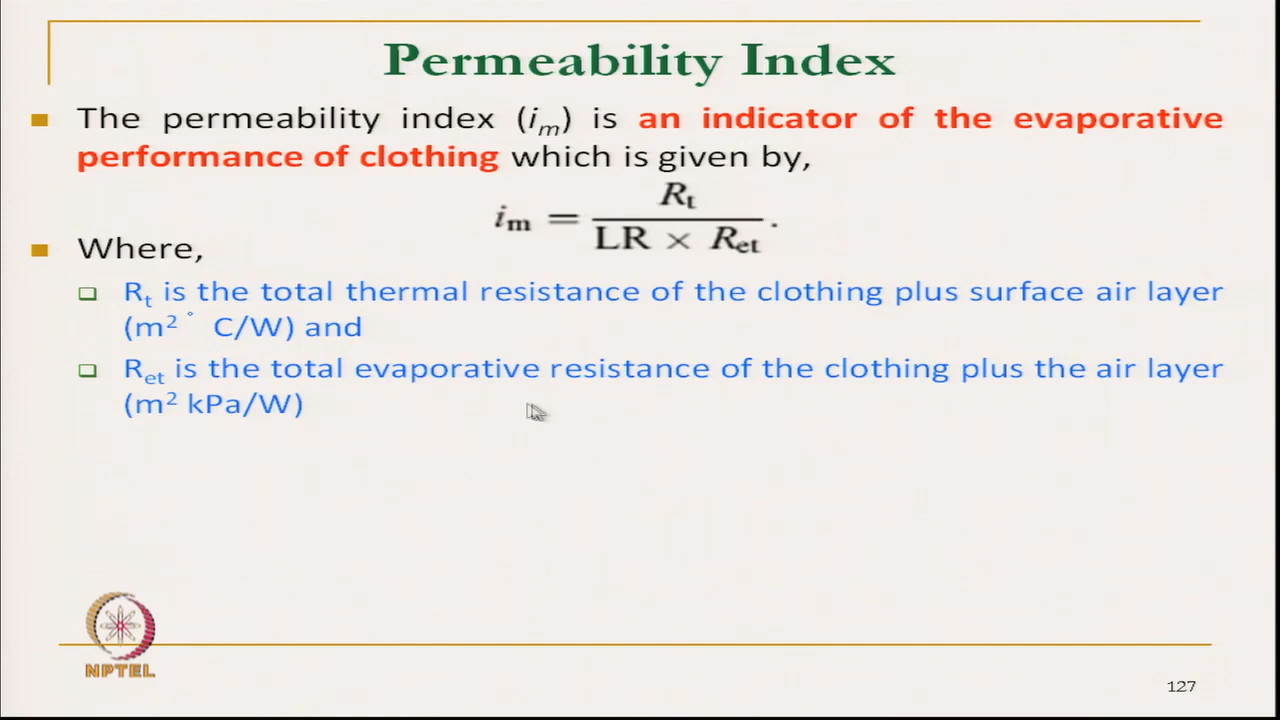 Permeability Index
The permeability index (iₘ) is an indicator of the evaporative
performance of clothing which is given by,
iₘ = Rₜ / (LR × Rₑₜ).
Where,
Rₜ is the total thermal resistance of the clothing plus surface air layer
(m² ° C/W) and
Rₑₜ is the total evaporative resistance of the clothing plus the air layer
(m² kPa/W)
NPTEL
127